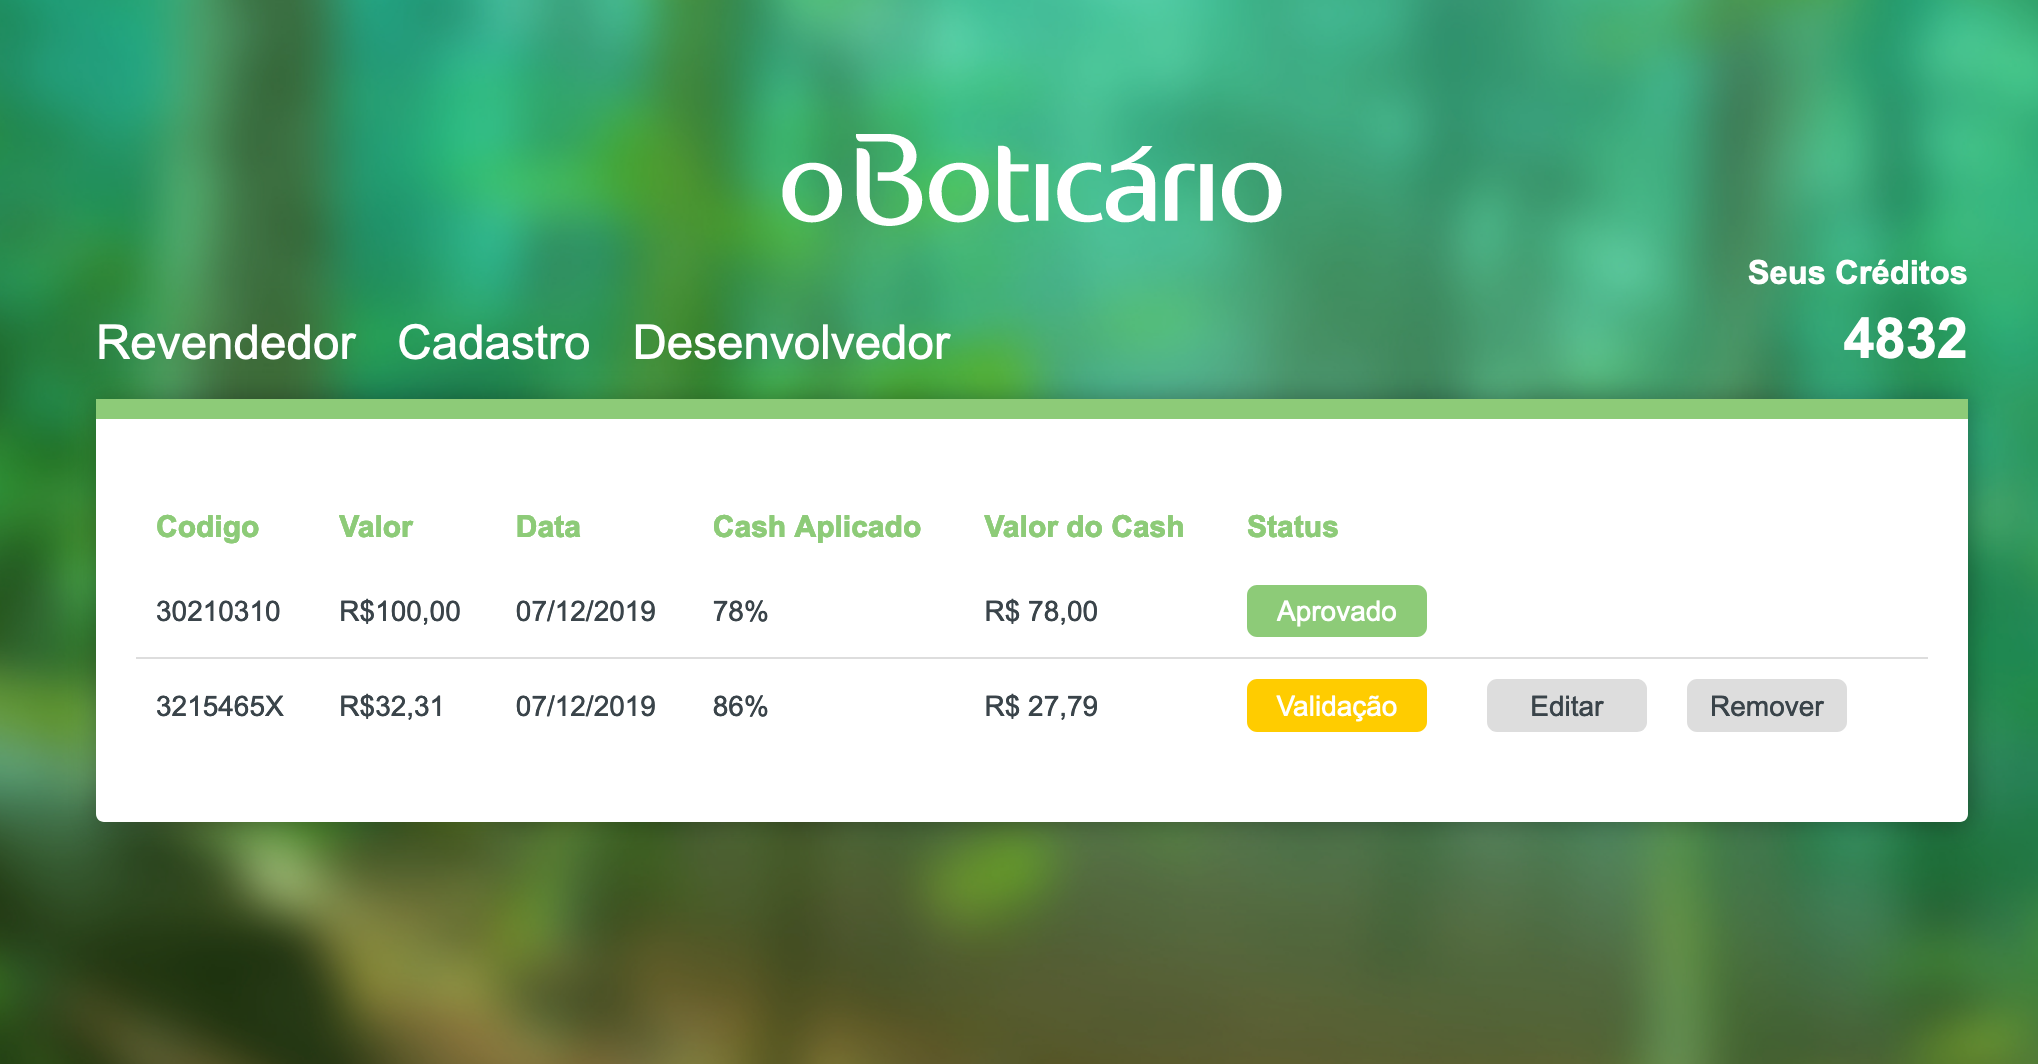 oBoticário
Seus Créditos
4832
Revendedor Cadastro Desenvolvedor
Codigo Valor Data Cash Aplicado Valor do Cash Status
30210310 R$100,00 07/12/2019 78% R$ 78,00 Aprovado
3215465X R$32,31 07/12/2019 86% R$ 27,79 Validação Editar Remover